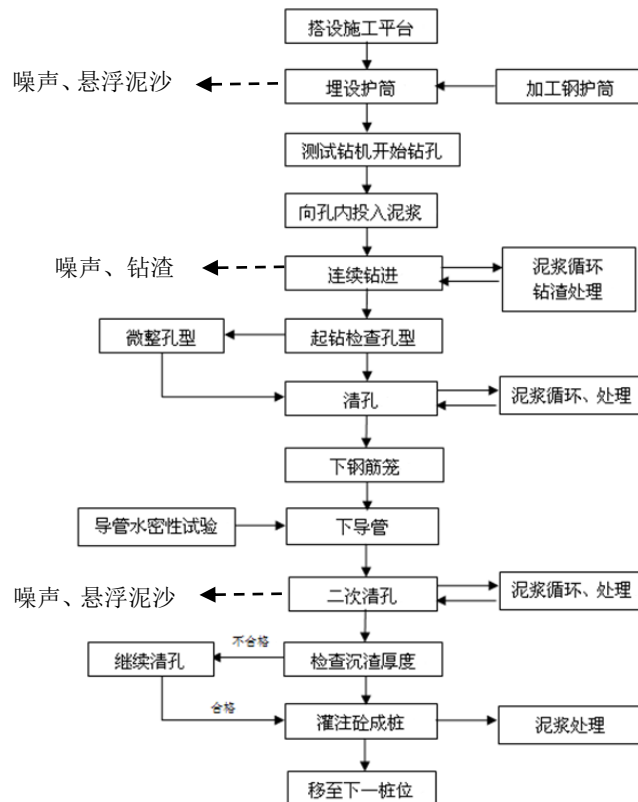 搭设施工平台
噪声、悬浮泥沙
埋设护筒
加工钢护筒
测试钻机开始钻孔
向孔内投入泥浆
噪声、钻渣
连续钻进
泥浆循环
钻渣处理
微整孔型
起钻检查孔型
清孔
泥浆循环、处理
下钢筋笼
导管水密性试验
下导管
噪声、悬浮泥沙
二次清孔
泥浆循环、处理
继续清孔
不合格
检查沉渣厚度
合格
灌注砼成桩
泥浆处理
移至下一桩位